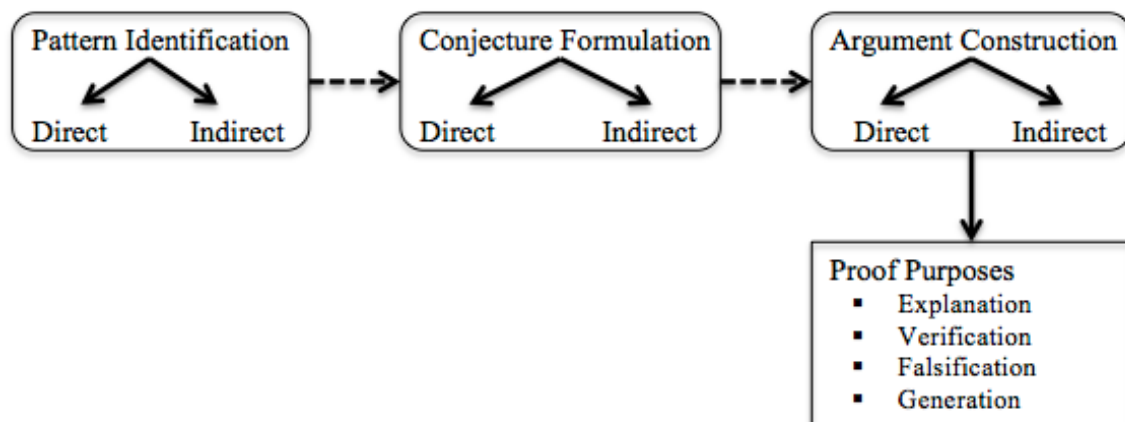 Pattern Identification
Direct Indirect
Conjecture Formulation
Direct Indirect
Argument Construction
Direct Indirect
Proof Purposes
▪ Explanation
▪ Verification
▪ Falsification
▪ Generation